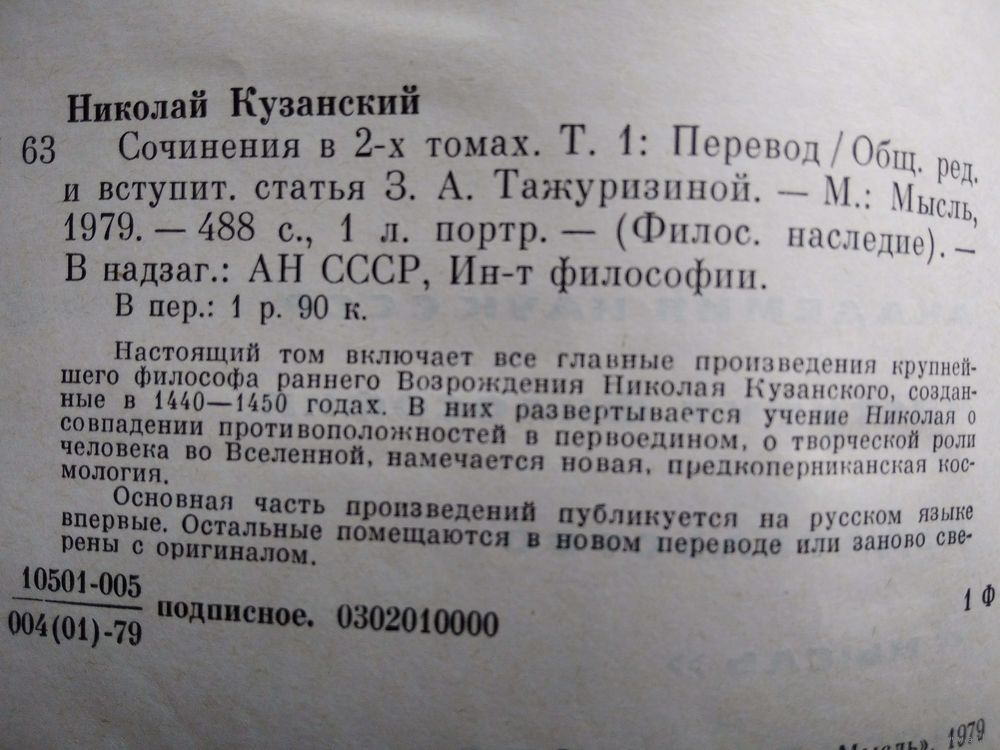 Николай Кузанский
63 Сочинения в 2-х томах. Т. 1: Перевод / Общ. ред.
и вступит. статья З. А. Тажуризиной. — М.: Мысль,
1979. — 488 с., 1 л. портр. — (Филос. наследие). —
В надзаг.: АН СССР, Ин-т философии.
В пер.: 1 р. 90 к.
Настоящий том включает все главные произведения крупней-
шего философа раннего Возрождения Николая Кузанского, создан-
ные в 1440—1450 годах. В них развертывается учение Николая о
совпадении противоположностей в первоедином, о творческой роли
человека во Вселенной, намечается новая, предкоперниканская кос-
мология.
Основная часть произведений публикуется на русском языке
впервые. Остальные помещаются в новом переводе или заново све-
рены с оригиналом.
10501-005
004(01)-79 подписное. 0302010000
1 Ф
Мысль», 1979